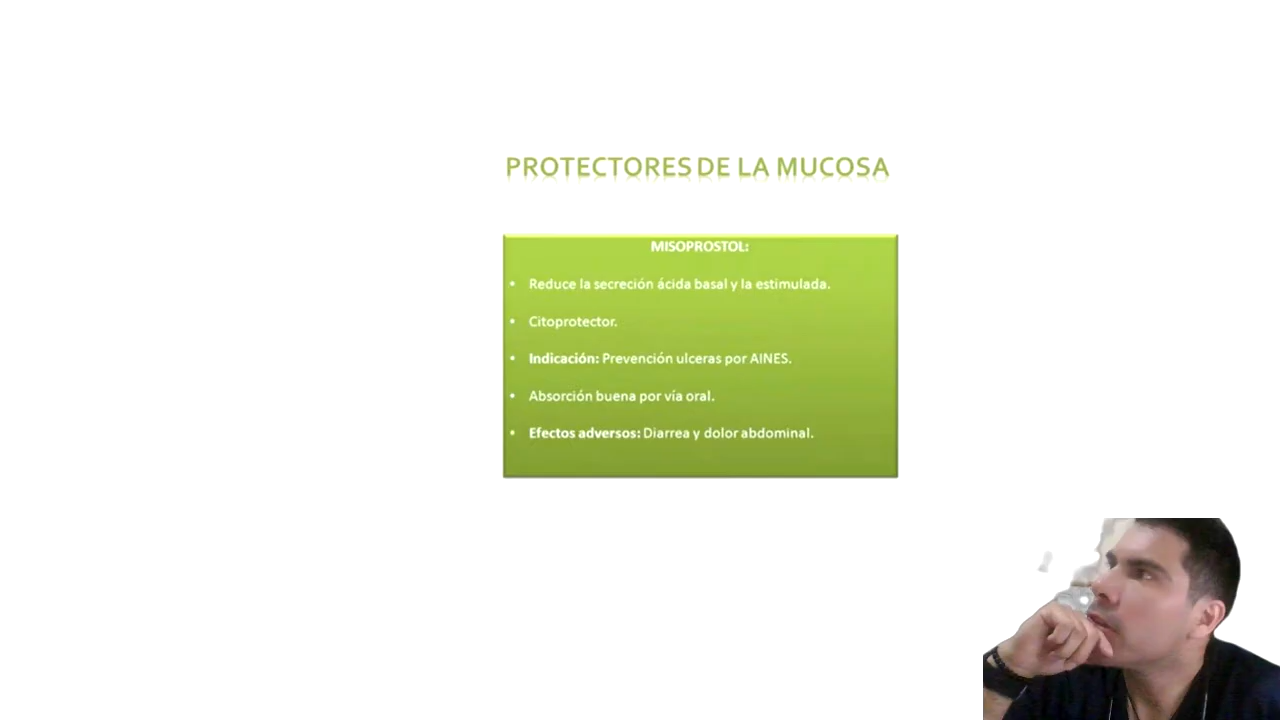 PROTECTORES DE LA MUCOSA
MISOPROSTOL:
• Reduce la secreción ácida basal y la estimulada.
• Citoprotector.
• Indicación: Prevención ulceras por AINES.
• Absorción buena por vía oral.
• Efectos adversos: Diarrea y dolor abdominal.